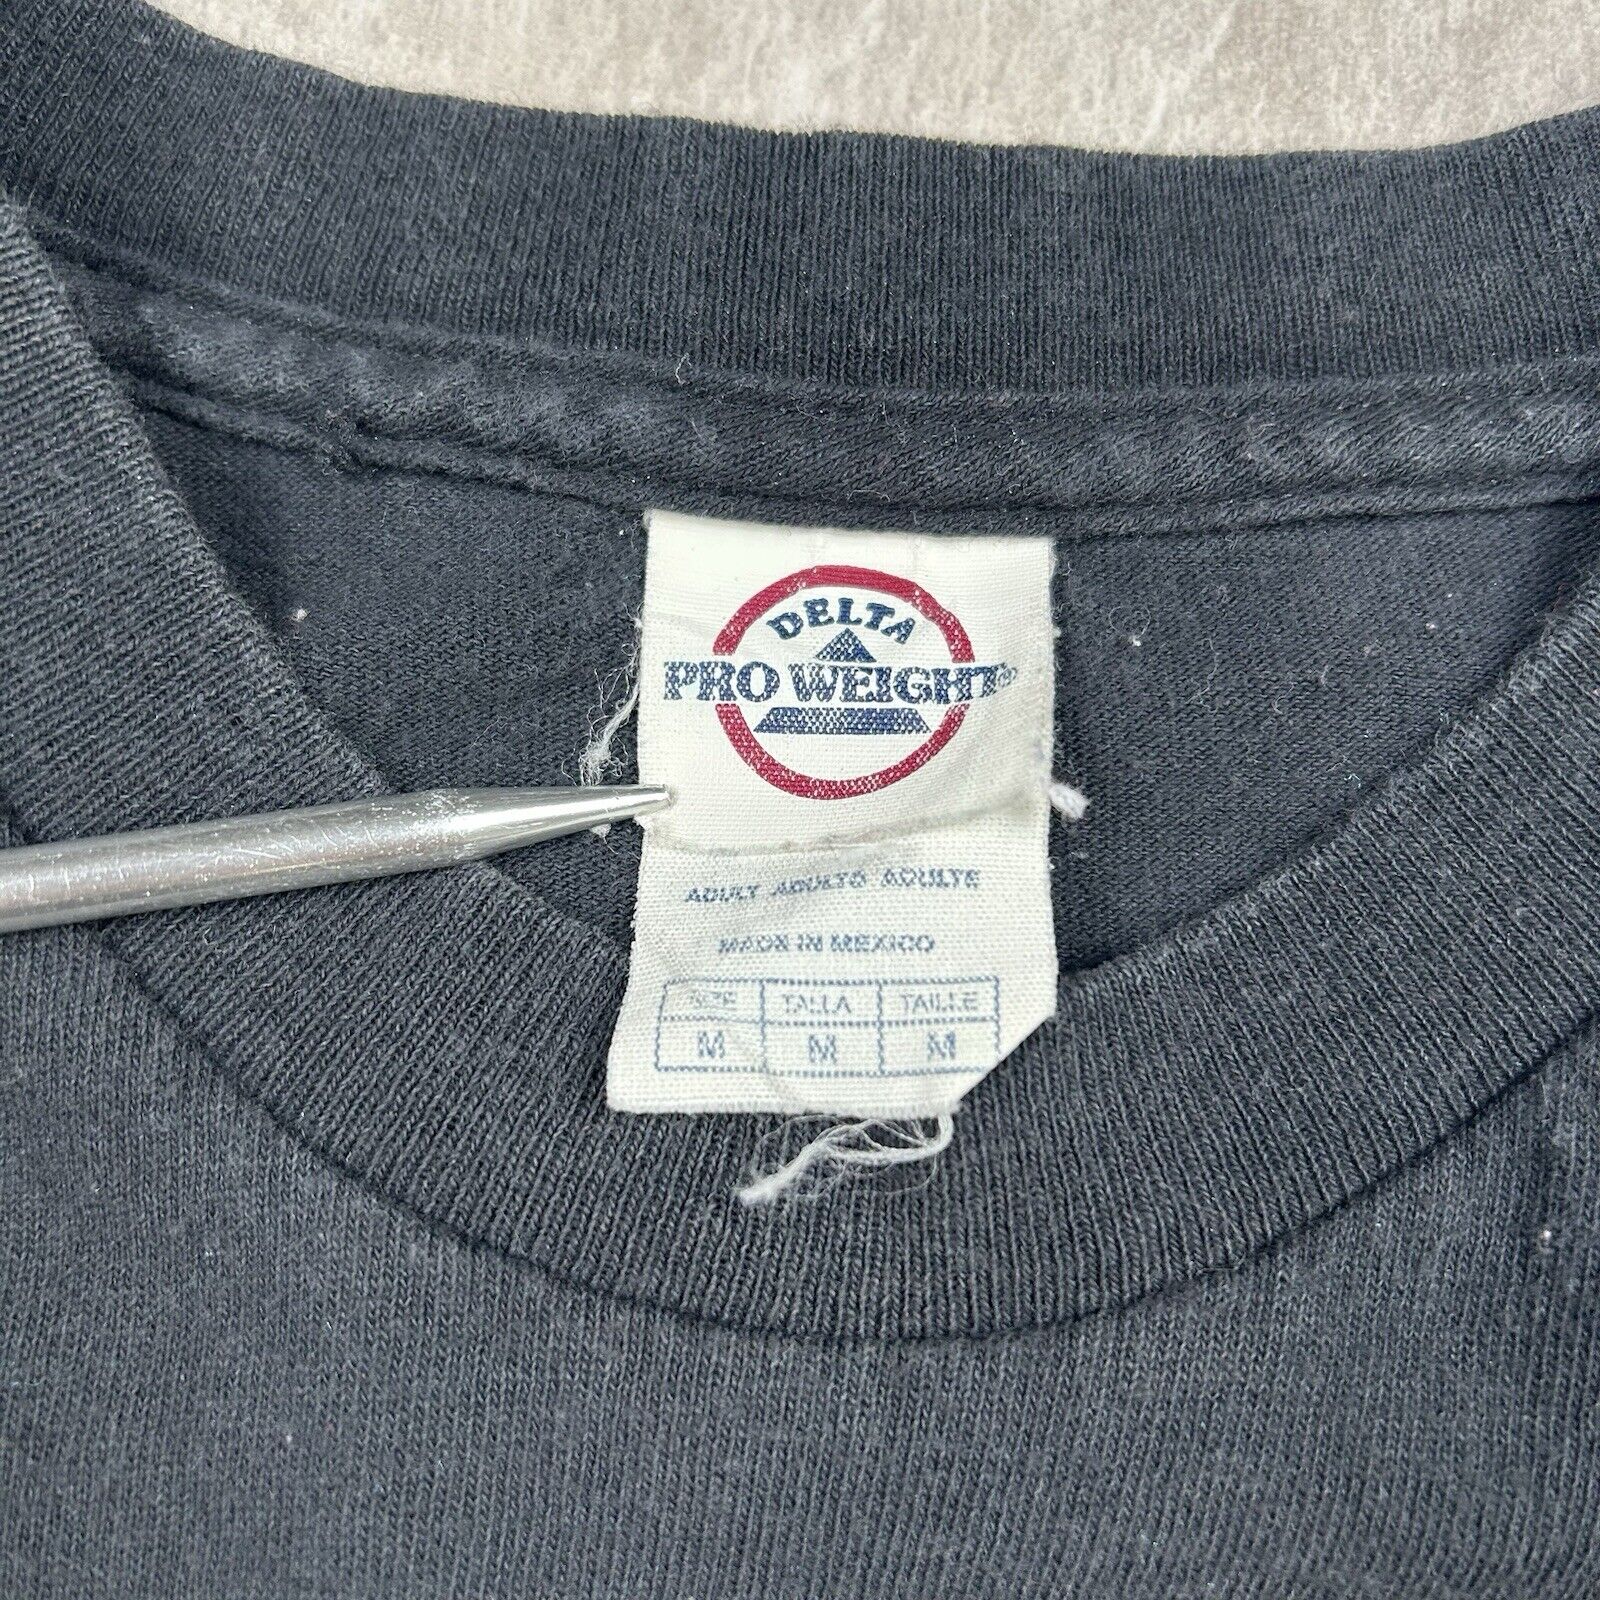 DELTA
PRO WEIGHT®
ADULT ADULTO ADULTE
MADE IN MEXICO
SIZE TALLA TAILLE
M M M